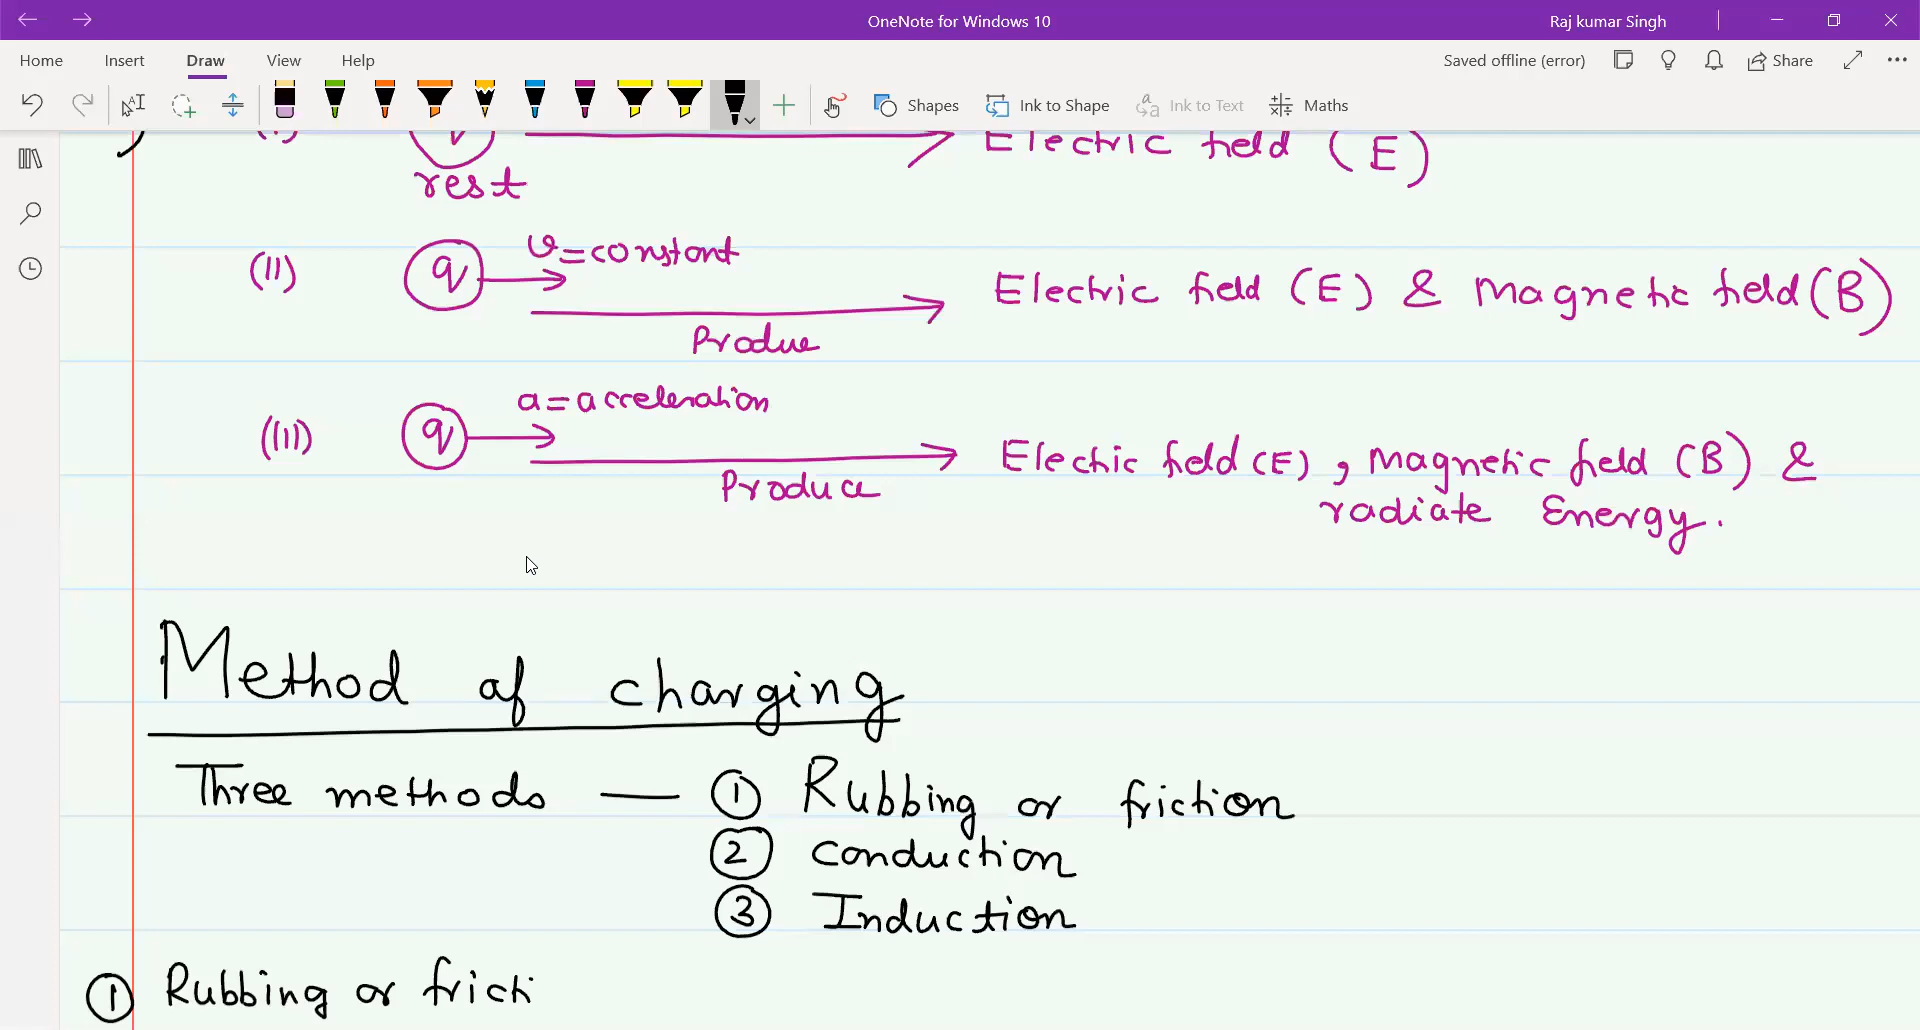 OneNote for Windows 10
Raj kumar Singh
Home Insert Draw View Help
Saved offline (error) Share
Shapes Ink to Shape Ink to Text Maths
(I) q Electric field (E)
rest
(II) q v=constant Electric field (E) & Magnetic field (B)
Produe
(III) q a=acceleration Electric field (E), Magnetic field (B) &
Produce radiate Energy.
Method of charging
Three methods — ① Rubbing or friction
② Conduction
③ Induction
① Rubbing or fricti